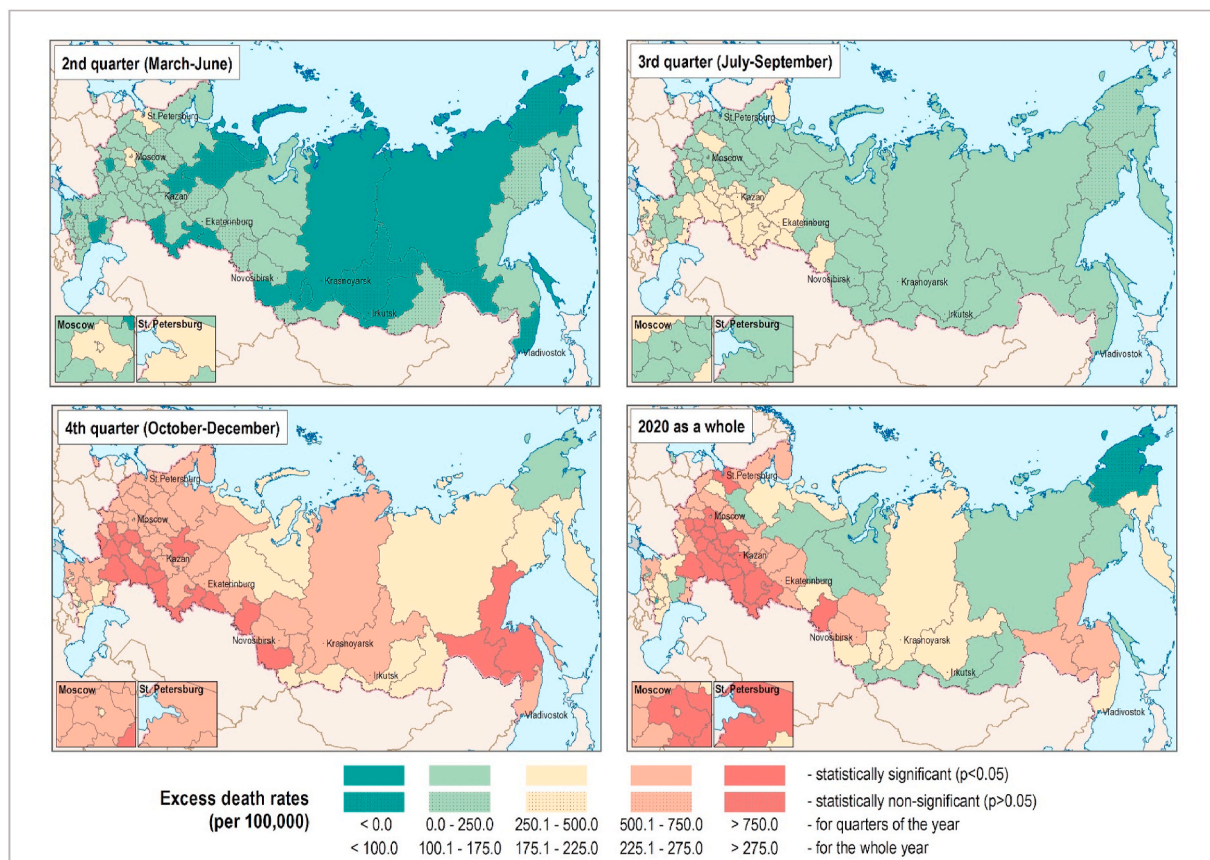 2nd quarter (March-June)
St.Petersburg
Moscow
Kazan
Ekaterinburg
Novosibirsk
Krasnoyarsk
Irkutsk
Vladivostok
Moscow
St. Petersburg
3rd quarter (July-September)
St.Petersburg
Moscow
Kazan
Ekaterinburg
Novosibirsk
Krasnoyarsk
Irkutsk
Vladivostok
Moscow
St. Petersburg
4th quarter (October-December)
St.Petersburg
Moscow
Kazan
Ekaterinburg
Novosibirsk
Krasnoyarsk
Irkutsk
Vladivostok
Moscow
St. Petersburg
2020 as a whole
St.Petersburg
Moscow
Kazan
Ekaterinburg
Novosibirsk
Krasnoyarsk
Irkutsk
Vladivostok
Moscow
St. Petersburg
Excess death rates
(per 100,000)
- statistically significant (p<0.05)
- statistically non-significant (p>0.05)
< 0.0 0.0 - 250.0 250.1 - 500.0 500.1 - 750.0 > 750.0 - for quarters of the year
< 100.0 100.1 - 175.0 175.1 - 225.0 225.1 - 275.0 > 275.0 - for the whole year